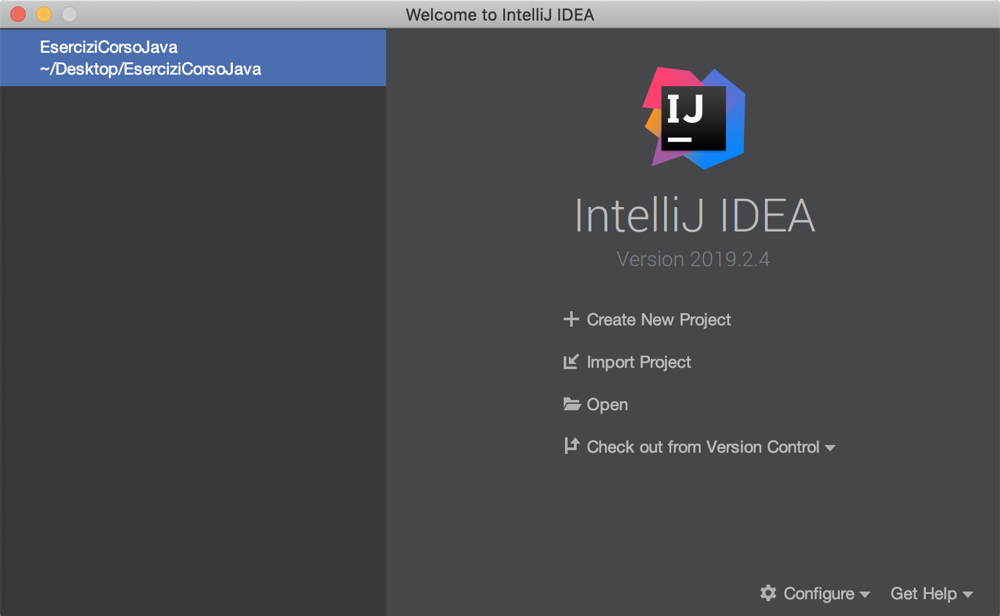 Welcome to IntelliJ IDEA
EserciziCorsoJava
~/Desktop/EserciziCorsoJava
IJ
IntelliJ IDEA
Version 2019.2.4
Create New Project
Import Project
Open
Check out from Version Control
Configure
Get Help